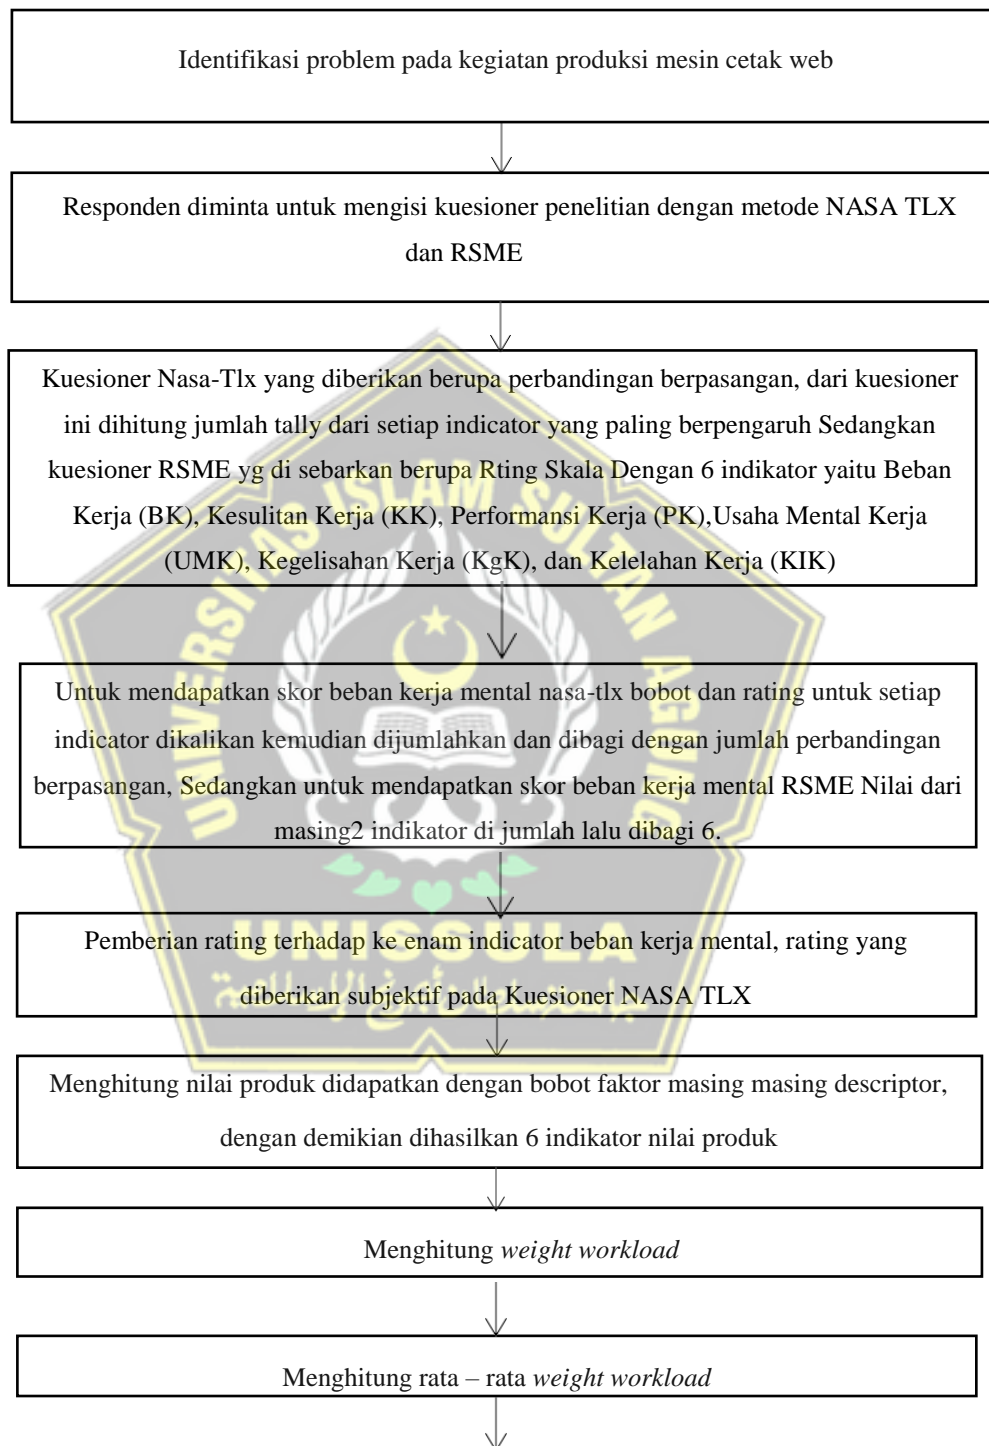 Identifikasi problem pada kegiatan produksi mesin cetak web
Responden diminta untuk mengisi kuesioner penelitian dengan metode NASA TLX
dan RSME
Kuesioner Nasa-Tlx yang diberikan berupa perbandingan berpasangan, dari kuesioner
ini dihitung jumlah tally dari setiap indicator yang paling berpengaruh Sedangkan
kuesioner RSME yg di sebarkan berupa Rting Skala Dengan 6 indikator yaitu Beban
Kerja (BK), Kesulitan Kerja (KK), Performansi Kerja (PK),Usaha Mental Kerja
(UMK), Kegelisahan Kerja (KgK), dan Kelelahan Kerja (KIK)
Untuk mendapatkan skor beban kerja mental nasa-tlx bobot dan rating untuk setiap
indicator dikalikan kemudian dijumlahkan dan dibagi dengan jumlah perbandingan
berpasangan, Sedangkan untuk mendapatkan skor beban kerja mental RSME Nilai dari
masing2 indikator di jumlah lalu dibagi 6.
Pemberian rating terhadap ke enam indicator beban kerja mental, rating yang
diberikan subjektif pada Kuesioner NASA TLX
Menghitung nilai produk didapatkan dengan bobot faktor masing masing descriptor,
dengan demikian dihasilkan 6 indikator nilai produk
Menghitung weight workload
Menghitung rata – rata weight workload
UNIVERSITAS ISLAM SULTAN AGUNG
UNISSULA